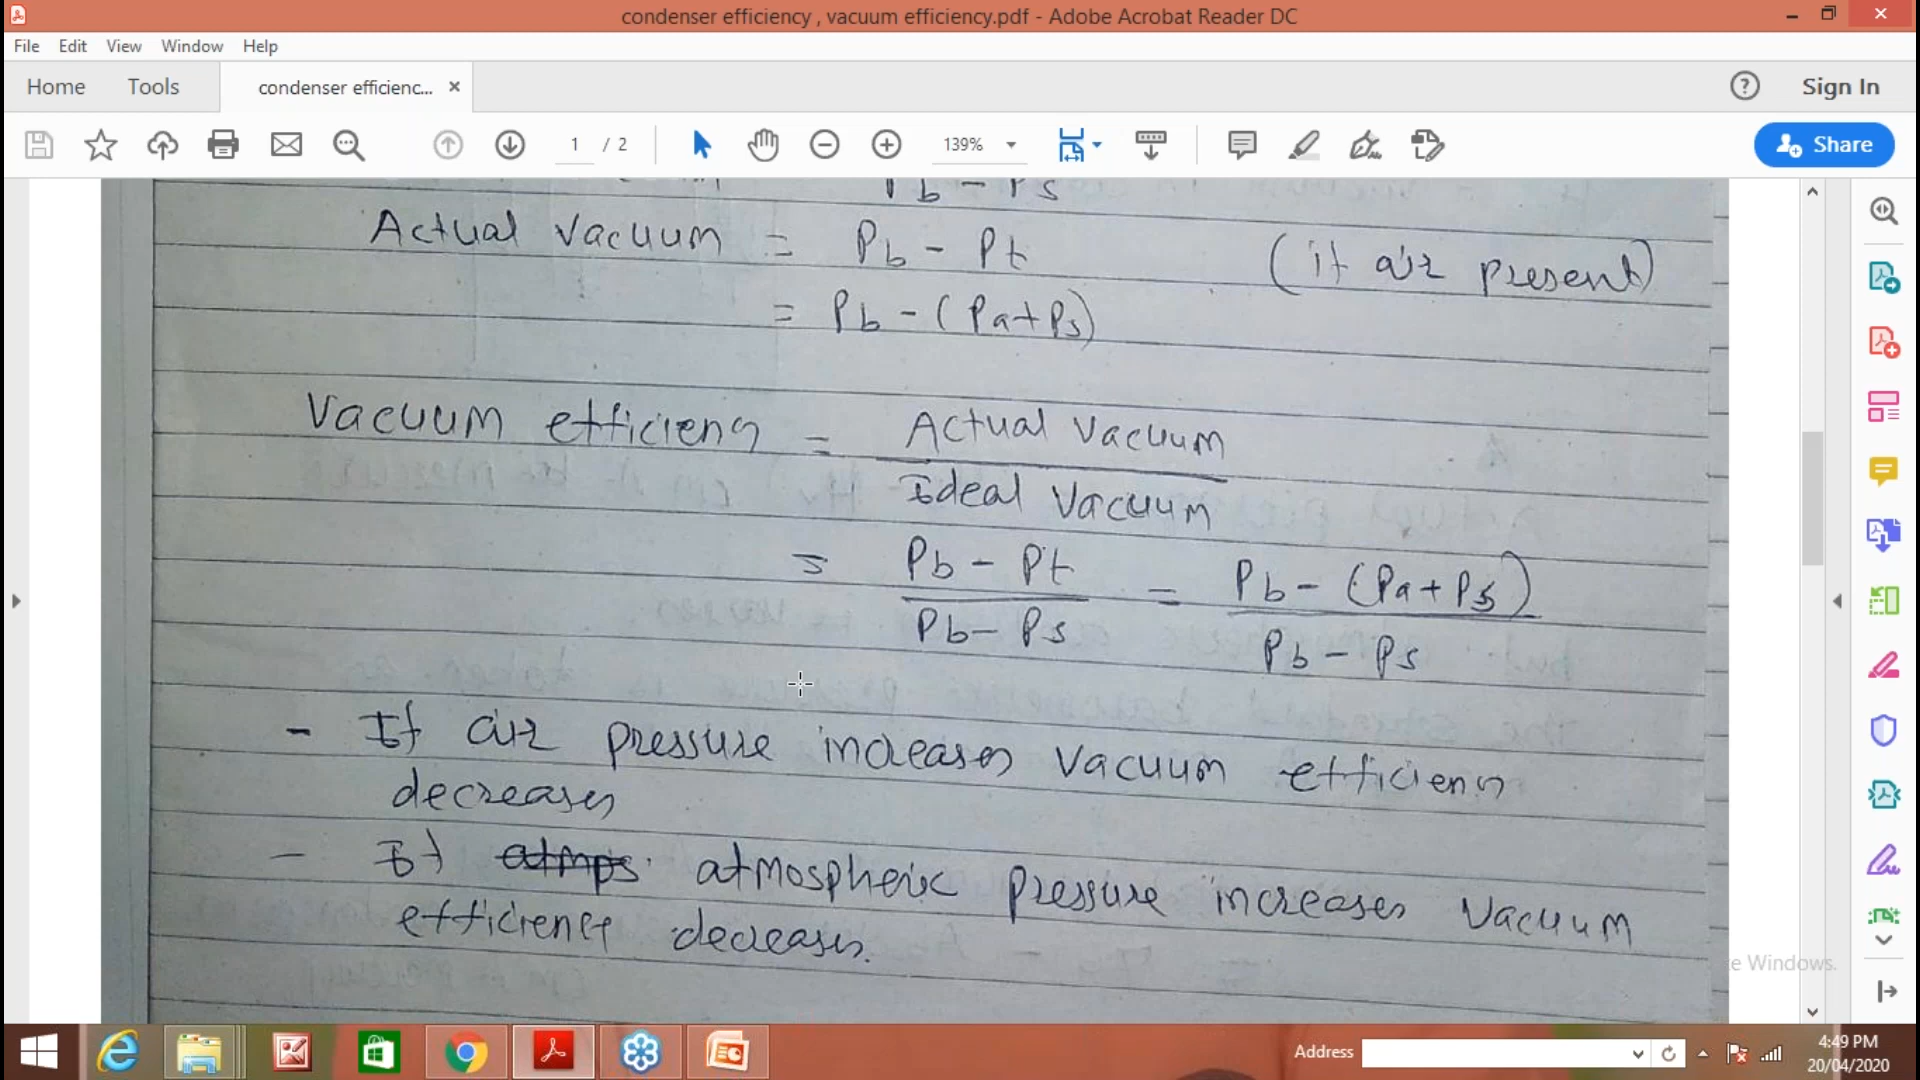 condenser efficiency , vacuum efficiency.pdf - Adobe Acrobat Reader DC
File Edit View Window Help
Home Tools condenser efficienc... Sign In
1 / 2 139% Share
Pb - Ps
Actual vacuum = Pb - Pt (if air present)
= Pb - (Pa+Ps)
Vacuum efficiency = Actual vacuum
Ideal vacuum
= Pb - Pt = Pb - (Pa + Ps)
Pb - Ps Pb - Ps
- If air pressure increases vacuum efficiency
decreases
- If atmps. atmospheric pressure increases vacuum
efficiency decreases.
e Windows.
Address
4:49 PM
20/04/2020